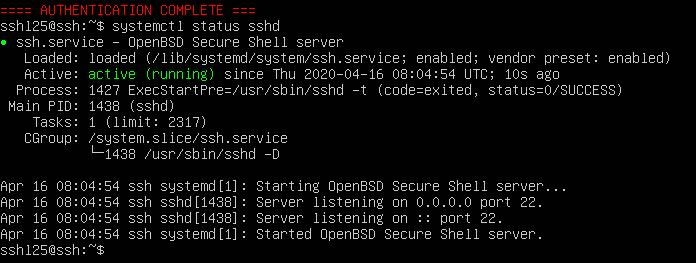 ==== AUTHENTICATION COMPLETE ===
sshl25@ssh:~$ systemctl status sshd
● ssh.service - OpenBSD Secure Shell server
   Loaded: loaded (/lib/systemd/system/ssh.service; enabled; vendor preset: enabled)
   Active: active (running) since Thu 2020-04-16 08:04:54 UTC; 10s ago
  Process: 1427 ExecStartPre=/usr/sbin/sshd -t (code=exited, status=0/SUCCESS)
 Main PID: 1438 (sshd)
    Tasks: 1 (limit: 2317)
   CGroup: /system.slice/ssh.service
           └─1438 /usr/sbin/sshd -D

Apr 16 08:04:54 ssh systemd[1]: Starting OpenBSD Secure Shell server...
Apr 16 08:04:54 ssh sshd[1438]: Server listening on 0.0.0.0 port 22.
Apr 16 08:04:54 ssh sshd[1438]: Server listening on :: port 22.
Apr 16 08:04:54 ssh systemd[1]: Started OpenBSD Secure Shell server.
sshl25@ssh:~$